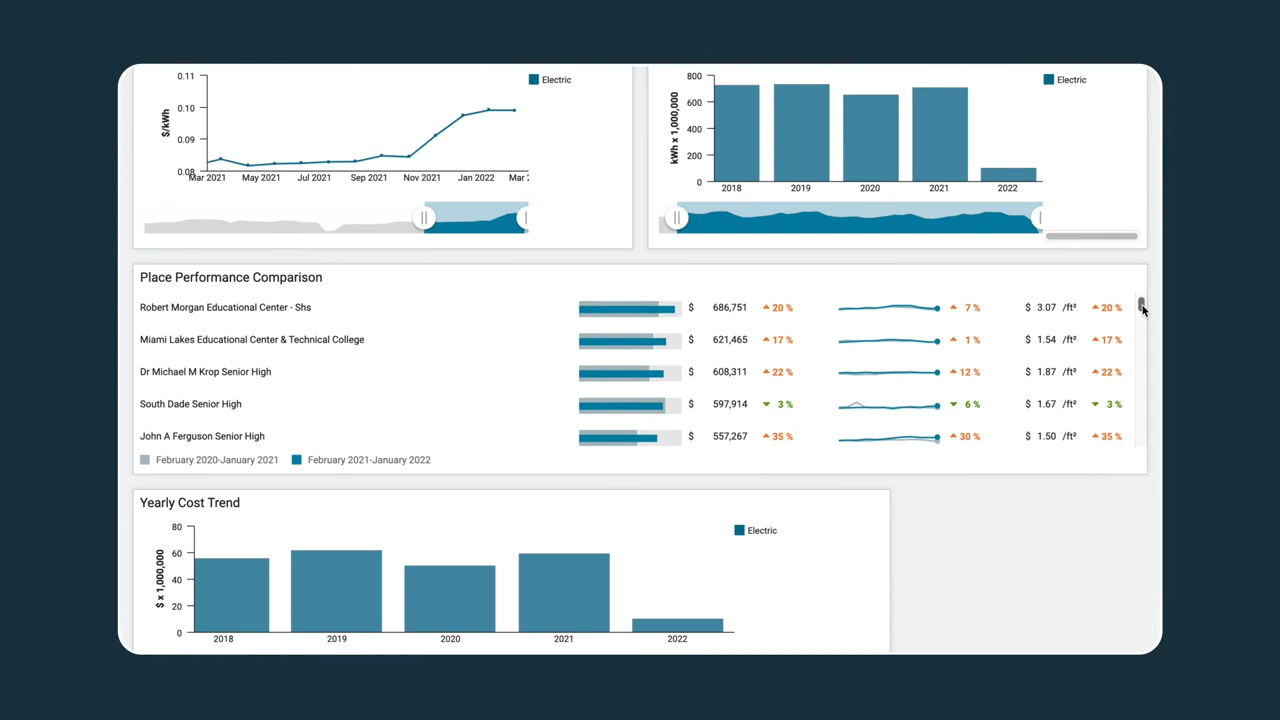 0.11
0.10
0.09
0.08
$/kWh
Mar 2021 May 2021 Jul 2021 Sep 2021 Nov 2021 Jan 2022 Mar 2
Electric
800
600
400
200
0
kWh x 1,000,000
2018 2019 2020 2021 2022
Electric
Place Performance Comparison
Robert Morgan Educational Center - Shs $ 686,751 20 % 7 % $ 3.07 /ft² 20 %
Miami Lakes Educational Center & Technical College $ 621,465 17 % 1 % $ 1.54 /ft² 17 %
Dr Michael M Krop Senior High $ 608,311 22 % 12 % $ 1.87 /ft² 22 %
South Dade Senior High $ 597,914 3 % 6 % $ 1.67 /ft² 3 %
John A Ferguson Senior High $ 557,267 35 % 30 % $ 1.50 /ft² 35 %
February 2020-January 2021 February 2021-January 2022
Yearly Cost Trend
80
60
40
20
0
$ x 1,000,000
2018 2019 2020 2021 2022
Electric